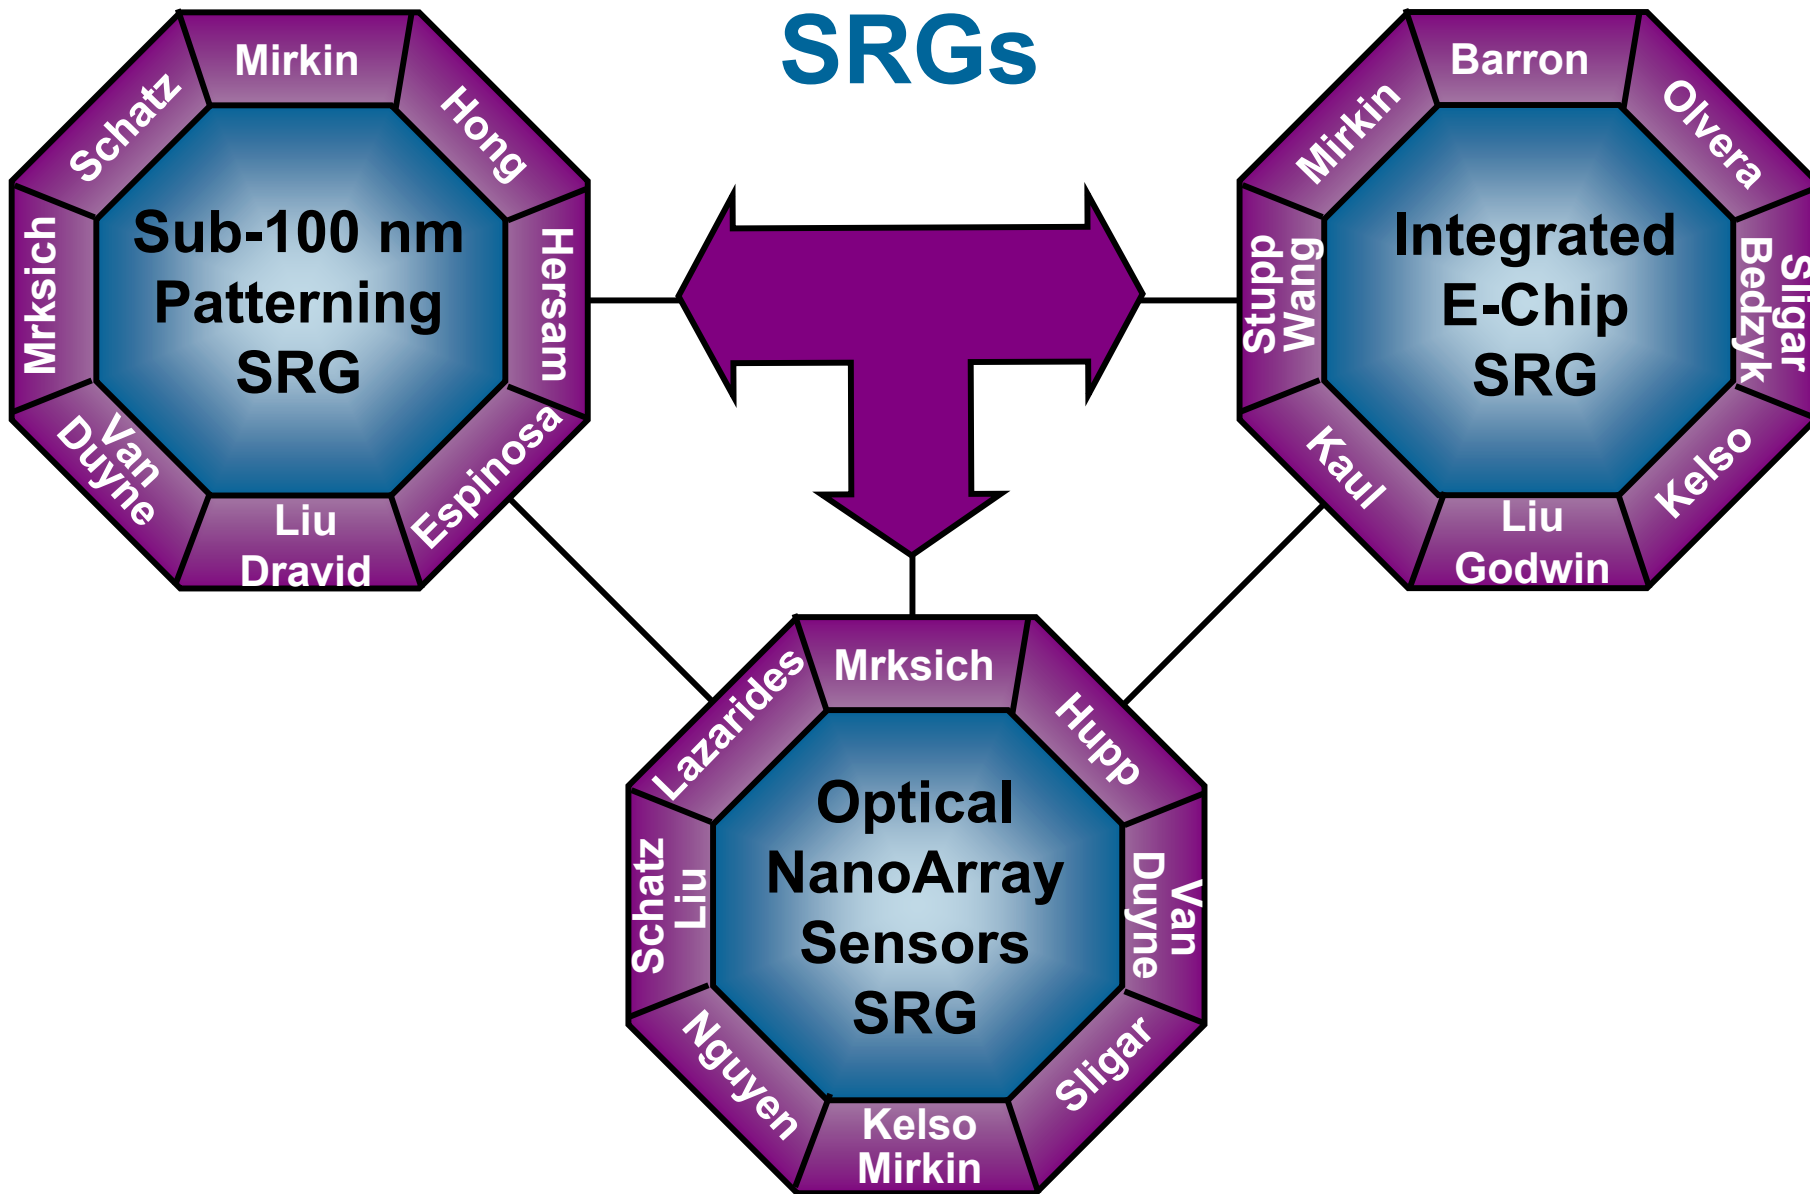 SRGs
Mirkin
Hong
Hersam
Espinosa
Liu
Dravid
Van
Duyne
Mrksich
Schatz
Sub-100 nm
Patterning
SRG
Barron
Olvera
Sligar
Bedzyk
Kelso
Liu
Godwin
Kaul
Stupp
Wang
Mirkin
Integrated
E-Chip
SRG
Mrksich
Hupp
Van
Duyne
Sligar
Kelso
Mirkin
Nguyen
Schatz
Liu
Lazarides
Optical
NanoArray
Sensors
SRG